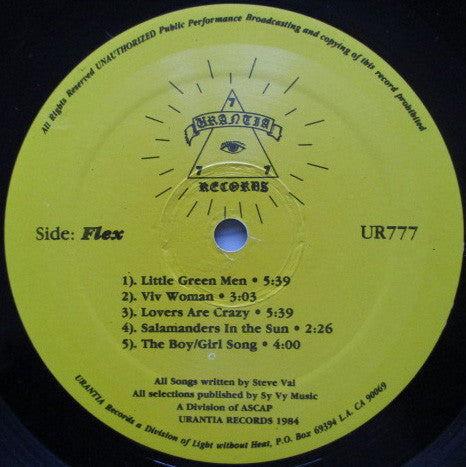 All Rights Reserved UNAUTHORIZED Public Performance Broadcasting and copying of this record prohibited
7
URANTIA
7 7
RECORDS
Side: Flex
UR777
1). Little Green Men • 5:39
2). Viv Woman • 3:03
3). Lovers Are Crazy • 5:39
4). Salamanders In the Sun • 2:26
5). The Boy/Girl Song • 4:00
All Songs written by Steve Vai
All selections published by Sy Vy Music
A Division of ASCAP
URANTIA RECORDS 1984
URANTIA Records a Division of Light without Heat, P.O. Box 69394 L.A. CA 90069